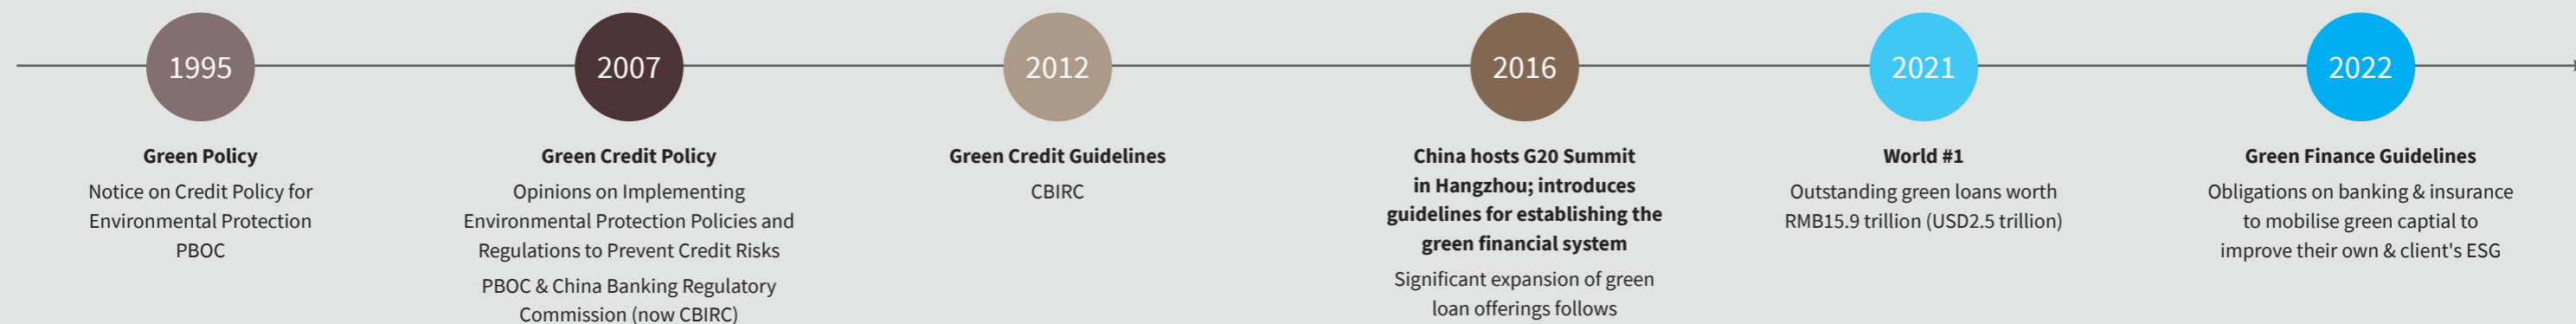 1995
Green Policy
Notice on Credit Policy for
Environmental Protection
PBOC
2007
Green Credit Policy
Opinions on Implementing
Environmental Protection Policies and
Regulations to Prevent Credit Risks
PBOC & China Banking Regulatory
Commission (now CBIRC)
2012
Green Credit Guidelines
CBIRC
2016
China hosts G20 Summit
in Hangzhou; introduces
guidelines for establishing the
green financial system
Significant expansion of green
loan offerings follows
2021
World #1
Outstanding green loans worth
RMB15.9 trillion (USD2.5 trillion)
2022
Green Finance Guidelines
Obligations on banking & insurance
to mobilise green captial to
improve their own & client's ESG